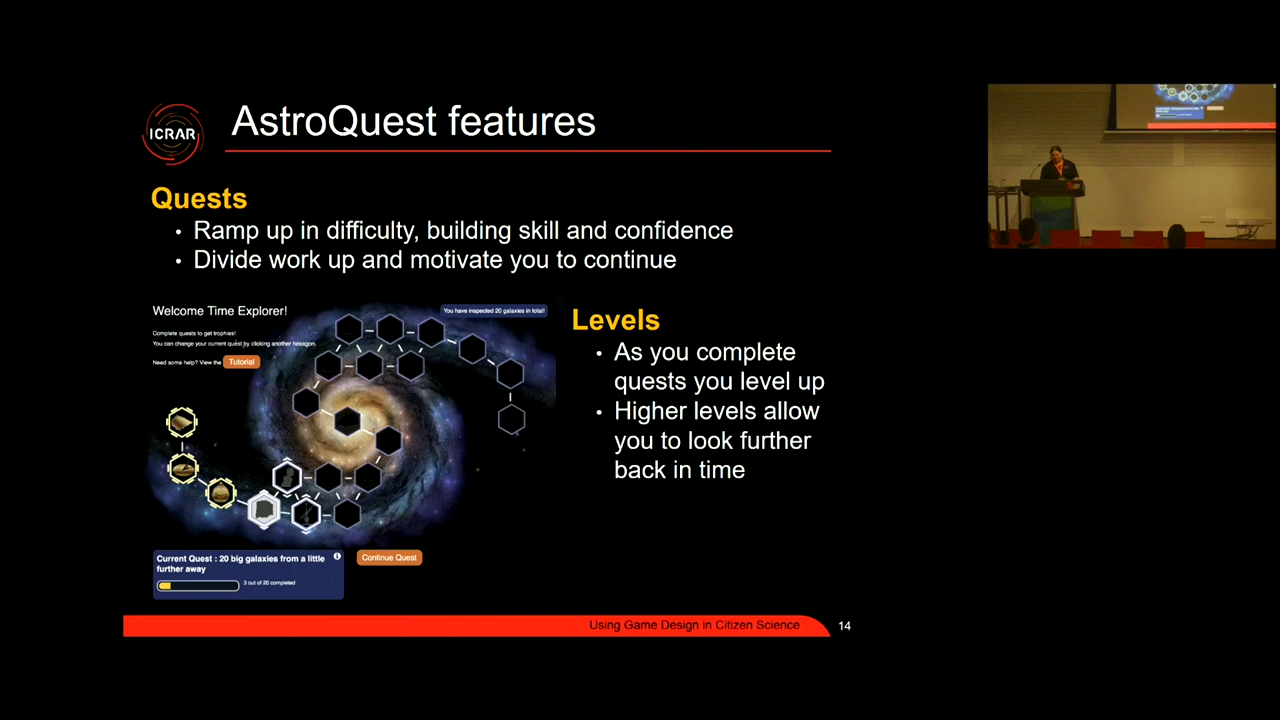 ICRAR
AstroQuest features
Quests
• Ramp up in difficulty, building skill and confidence
• Divide work up and motivate you to continue
Welcome Time Explorer!
You have inspected 20 galaxies in total!
Complete quests to get trophies!
You can change your current quest by clicking another hexagon.
Need some help? View the Tutorial
Levels
• As you complete
quests you level up
• Higher levels allow
you to look further
back in time
Current Quest : 20 big galaxies from a little
further away
3 out of 20 completed
Continue Quest
Using Game Design in Citizen Science
14